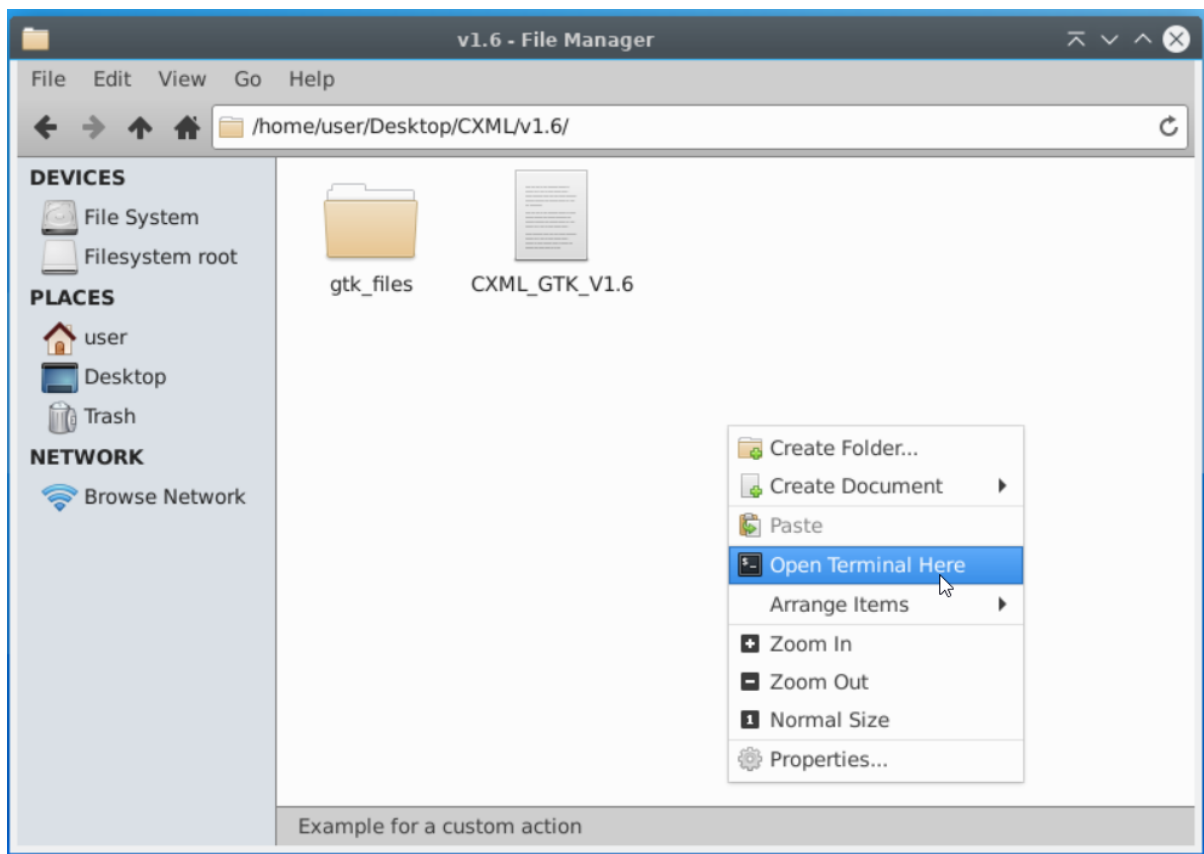 v1.6 - File Manager
File Edit View Go Help
/home/user/Desktop/CXML/v1.6/
DEVICES
File System
Filesystem root
PLACES
user
Desktop
Trash
NETWORK
Browse Network
gtk_files CXML_GTK_V1.6
Create Folder...
Create Document
Paste
Open Terminal Here
Arrange Items
Zoom In
Zoom Out
Normal Size
Properties...
Example for a custom action